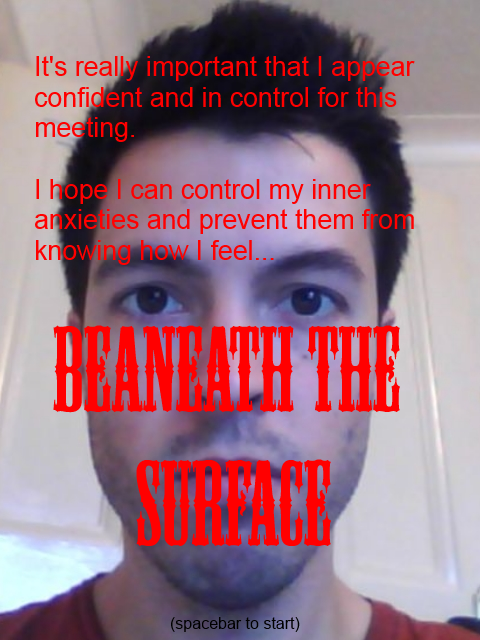 It's really important that I appear
confident and in control for this
meeting.
I hope I can control my inner
anxieties and prevent them from
knowing how I feel...
BEANEATH THE
SURFACE
(spacebar to start)